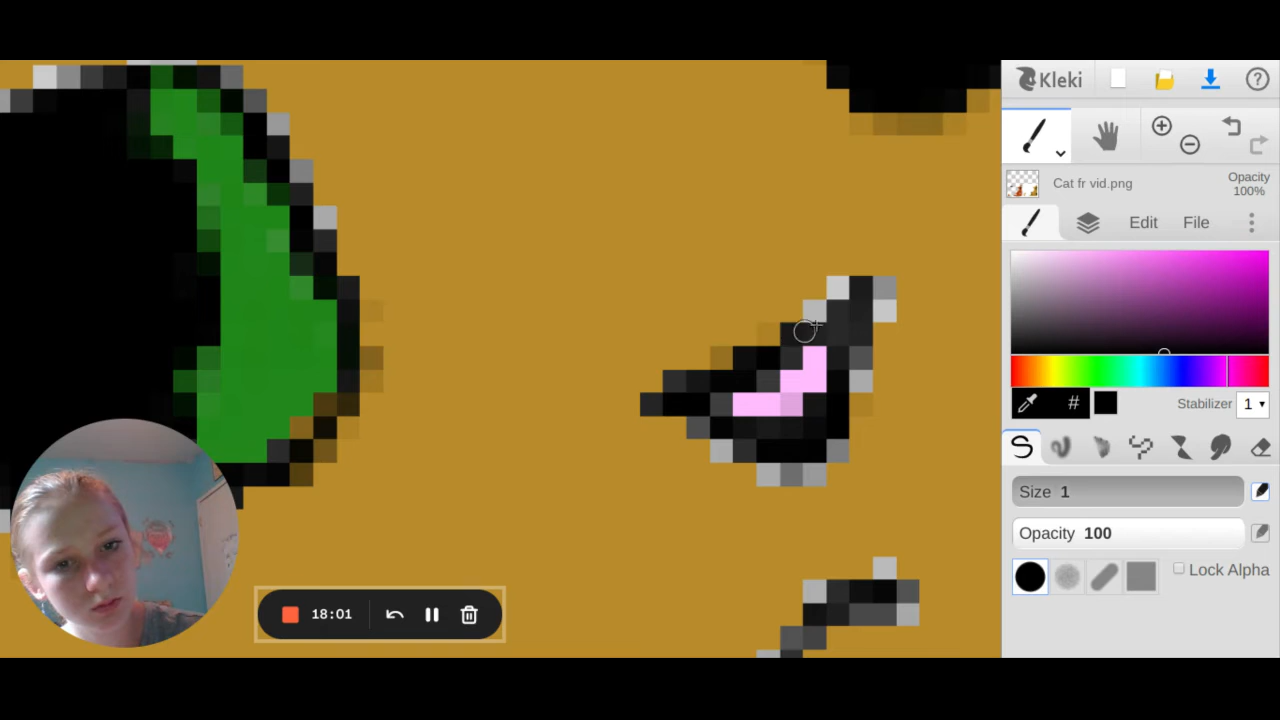 Kleki
Cat fr vid.png
Opacity
100%
Edit File
#
Stabilizer 1
Size 1
Opacity 100
Lock Alpha
18:01